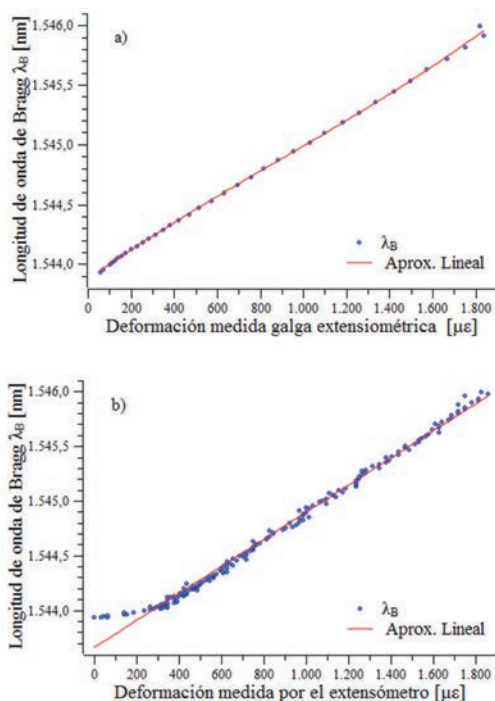 a)
Longitud de onda de Bragg λB [nm]
1.546,0
1.545,5
1.545,0
1.544,5
1.544,0
λB
Aprox. Lineal
0 200 400 600 800 1.000 1.200 1.400 1.600 1.800
Deformación medida galga extensiométrica [με]
b)
Longitud de onda de Bragg λB [nm]
1.546,0
1.545,5
1.545,0
1.544,5
1.544,0
λB
Aprox. Lineal
0 200 400 600 800 1.000 1.200 1.400 1.600 1.800
Deformación medida por el extensómetro [με]